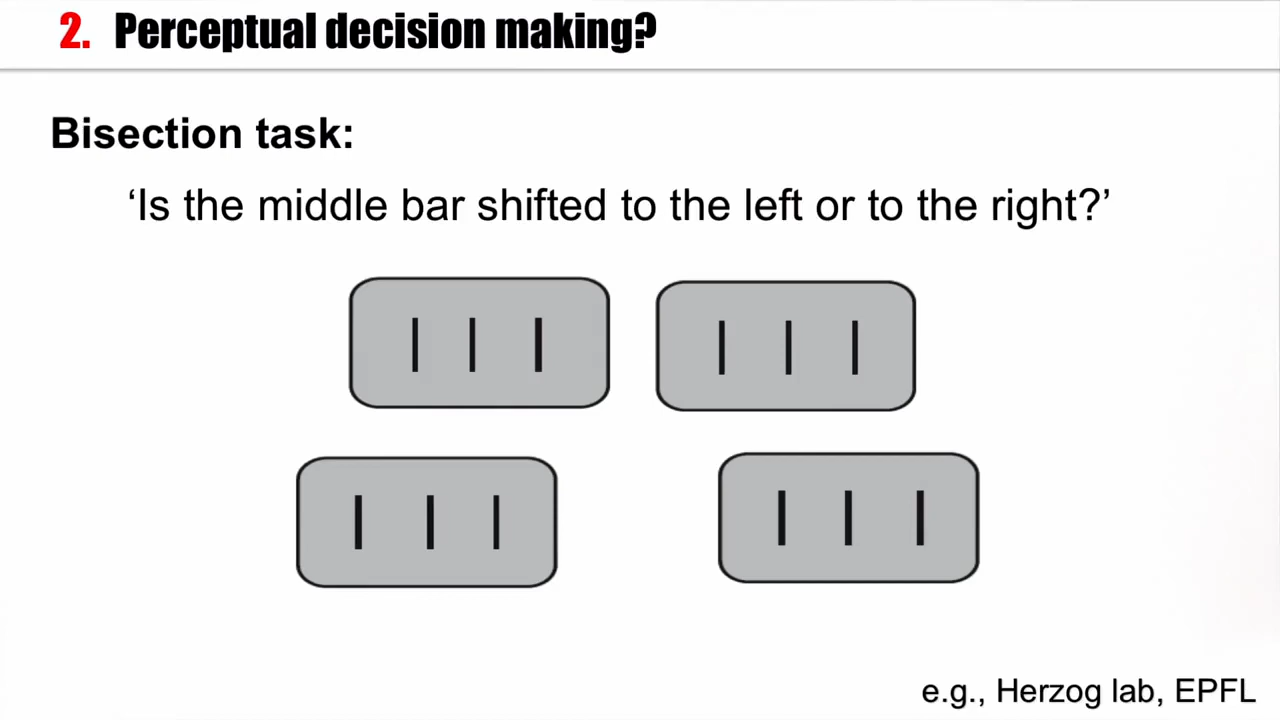 2. Perceptual decision making?
Bisection task:
‘Is the middle bar shifted to the left or to the right?’
e.g., Herzog lab, EPFL